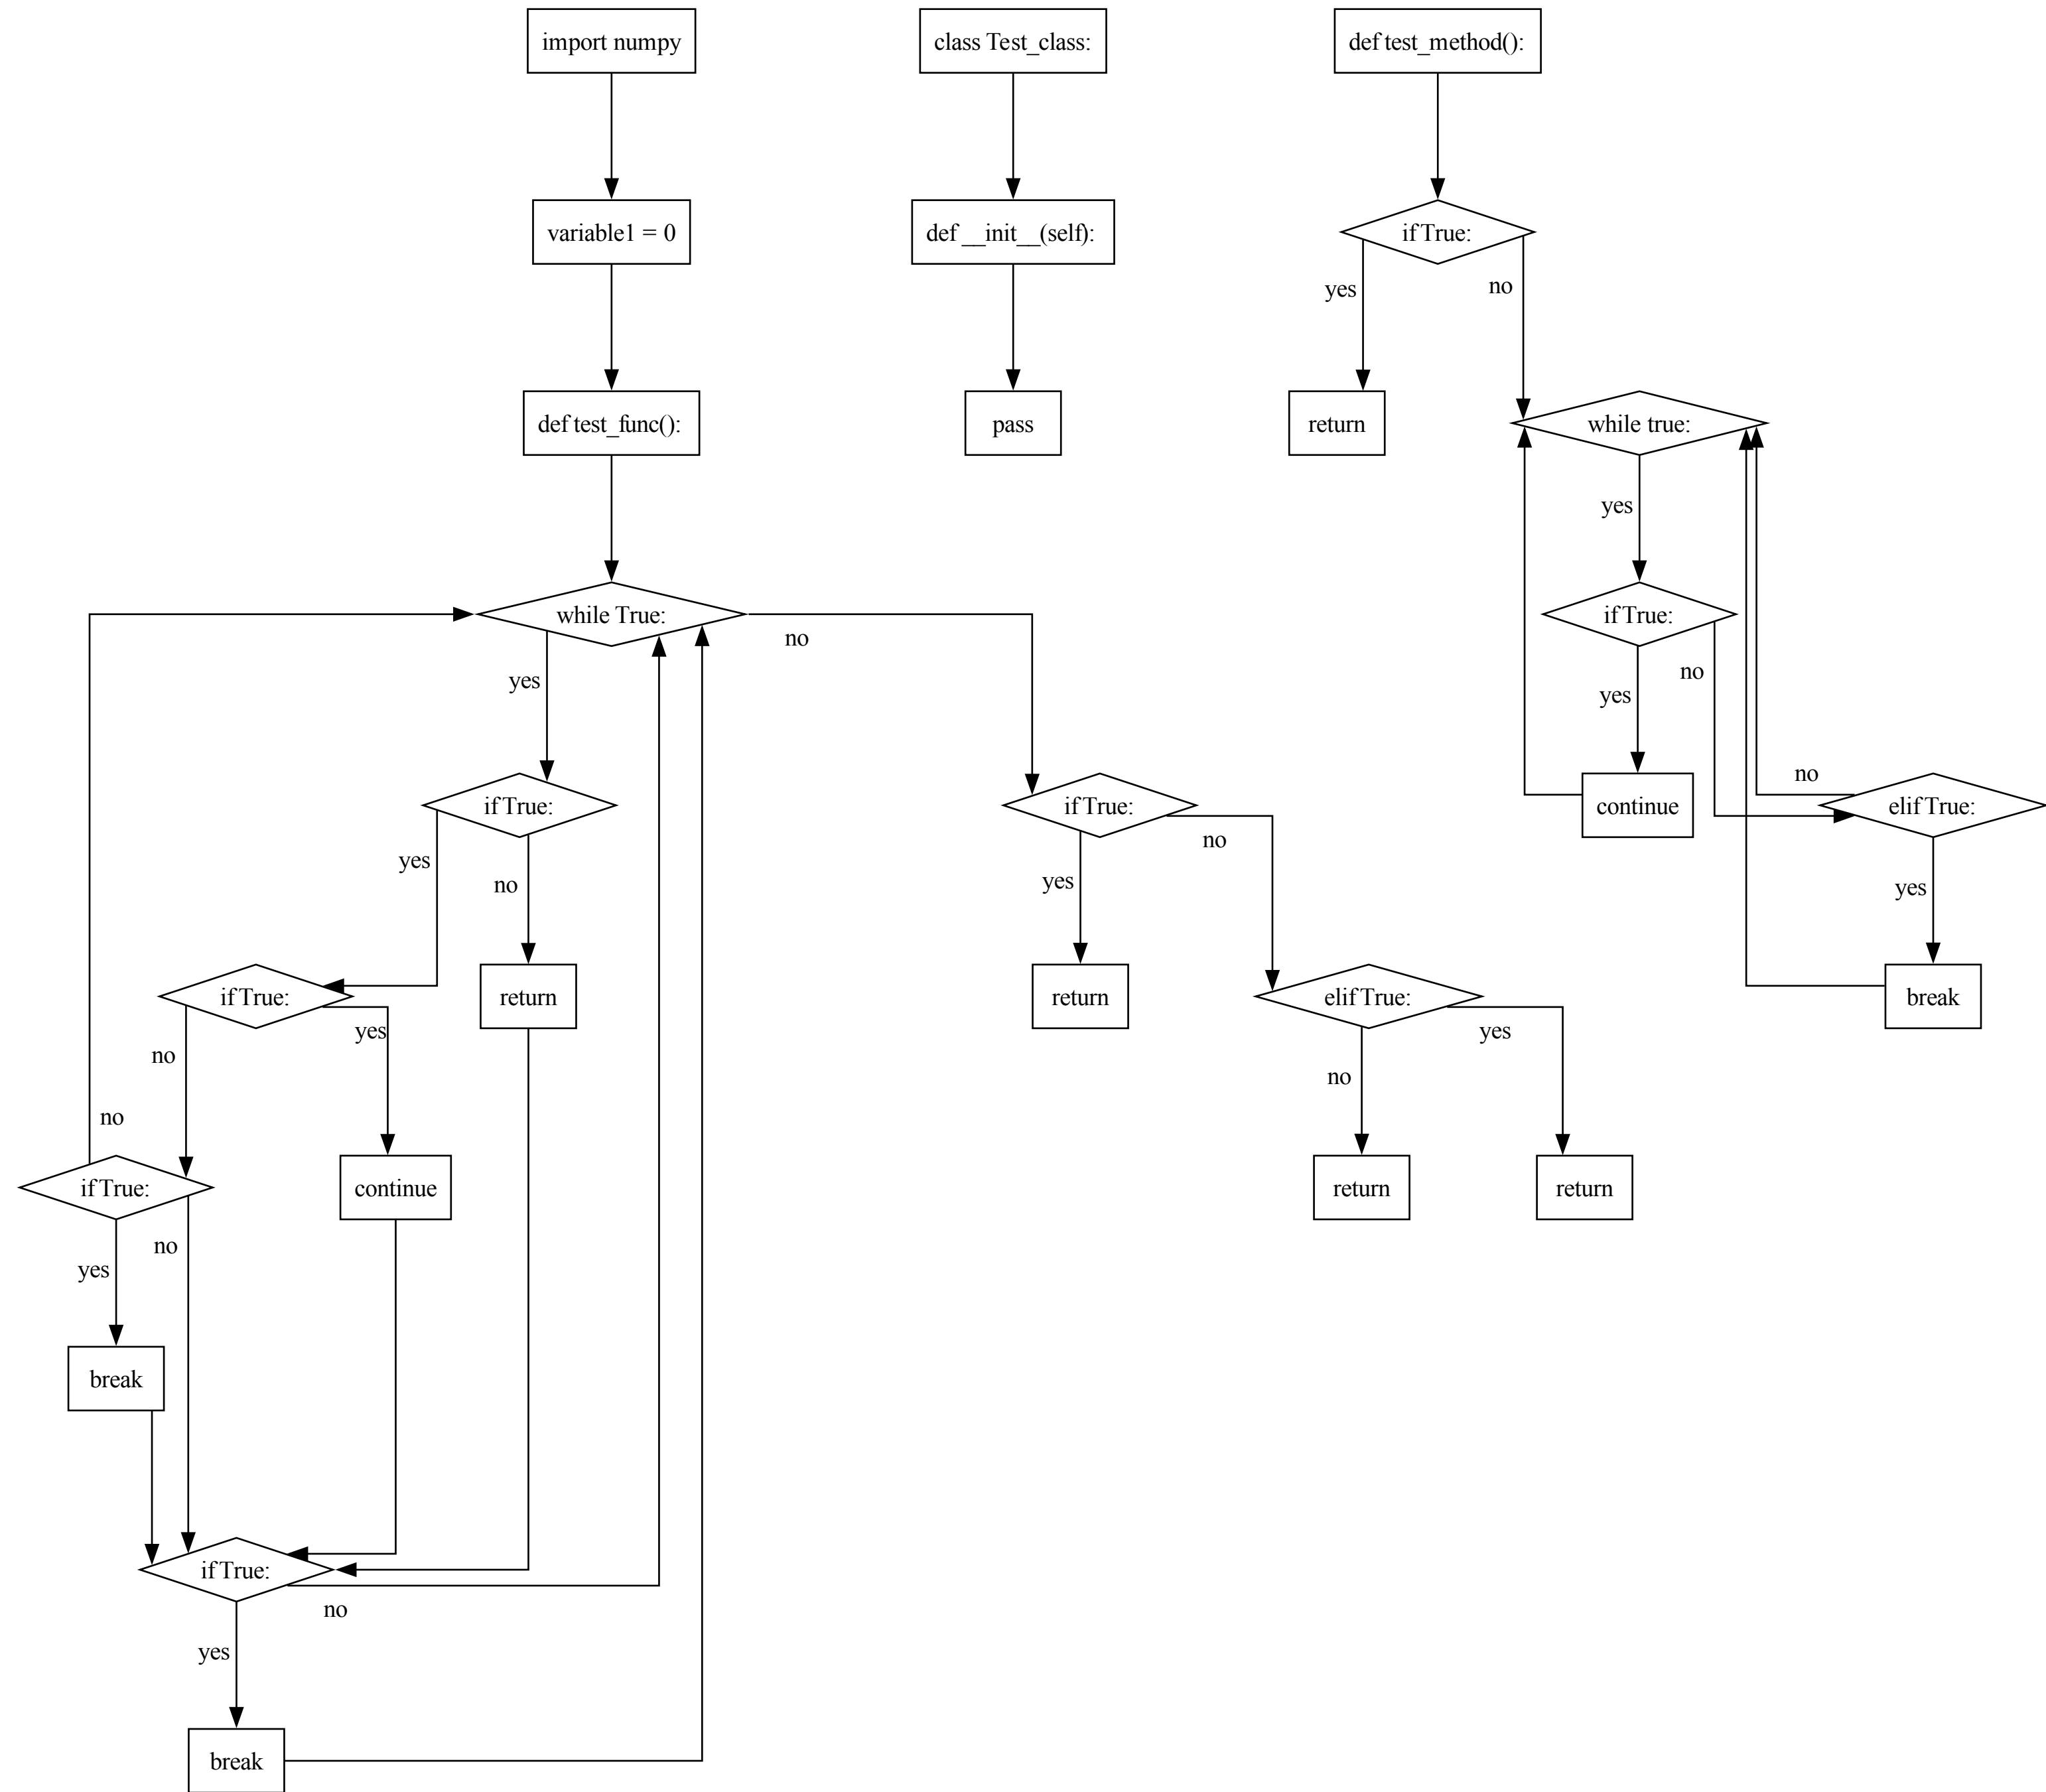 import numpy
class Test_class:
def test_method():
variable1 = 0
def __init__(self):
if True:
yes
no
def test_func():
pass
return
while true:
yes
while True:
no
if True:
yes
no
yes
if True:
yes
no
if True:
yes
no
continue
no
elif True:
yes
if True:
no
yes
return
return
elif True:
no
yes
break
no
if True:
yes
no
continue
return
return
break
if True:
no
yes
break